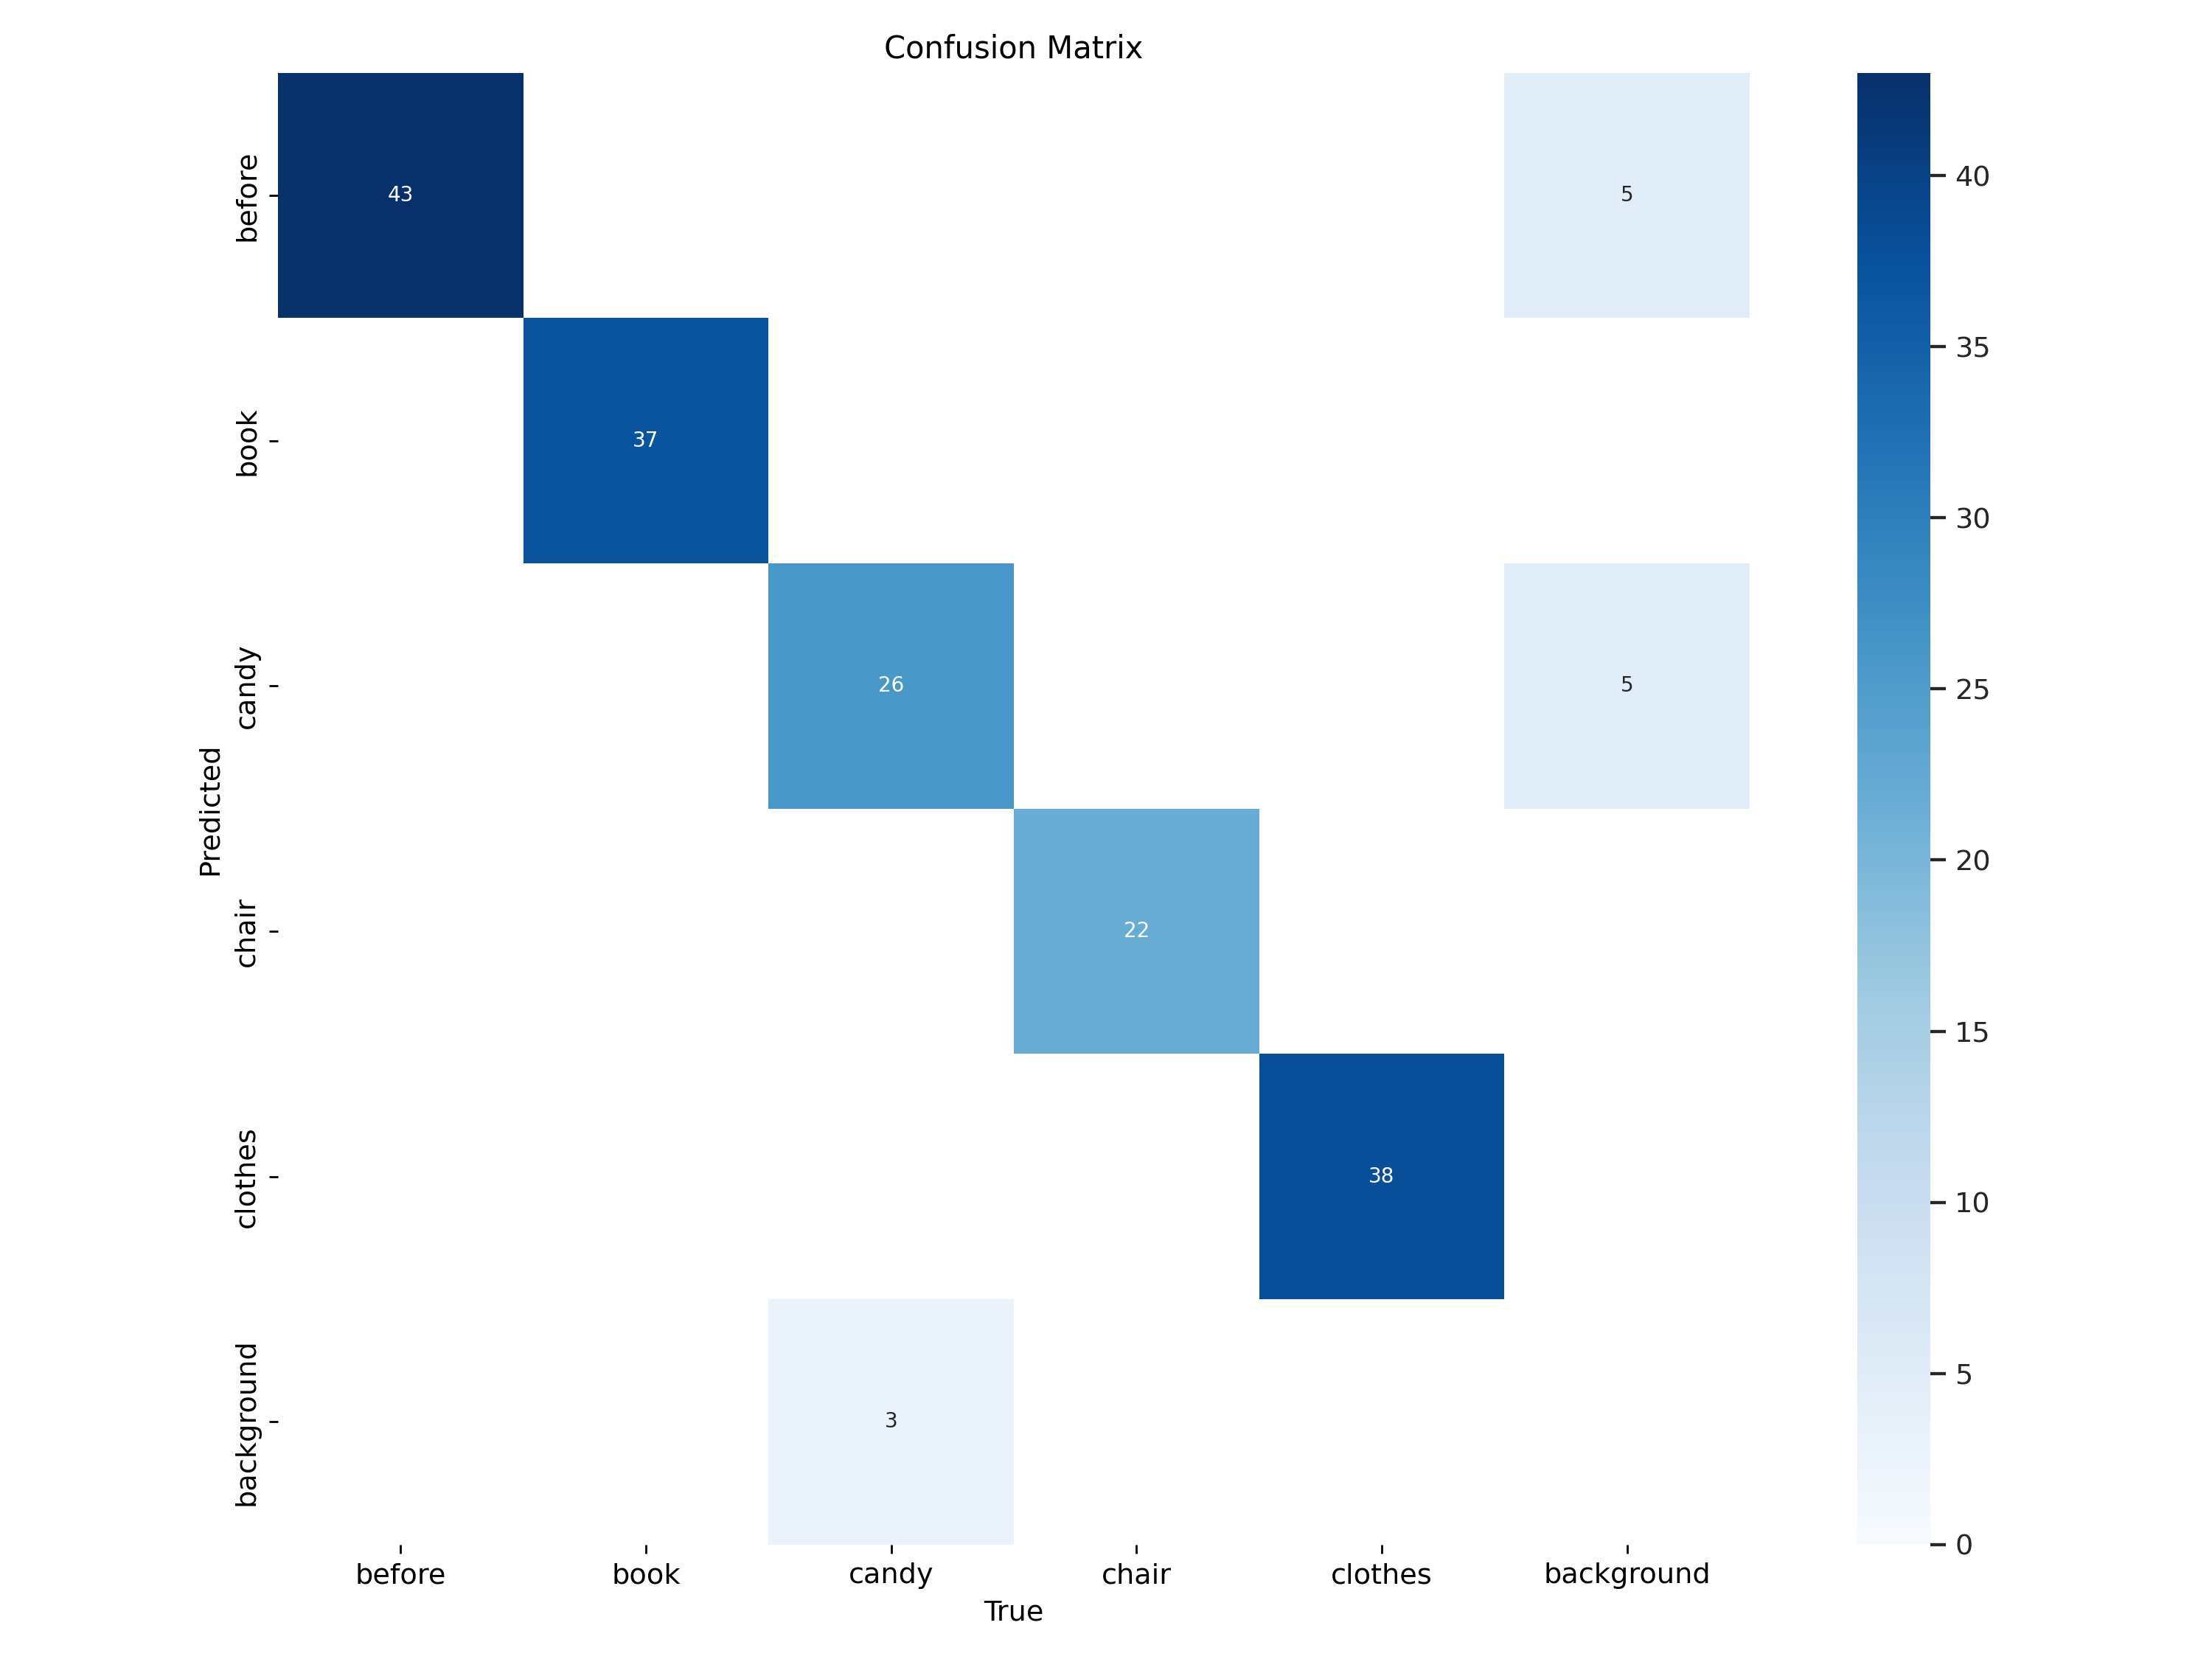 Confusion Matrix
before
43
5
book
37
candy
26
5
chair
22
clothes
38
background
3
before book candy chair clothes background
True
Predicted
40
35
30
25
20
15
10
5
0